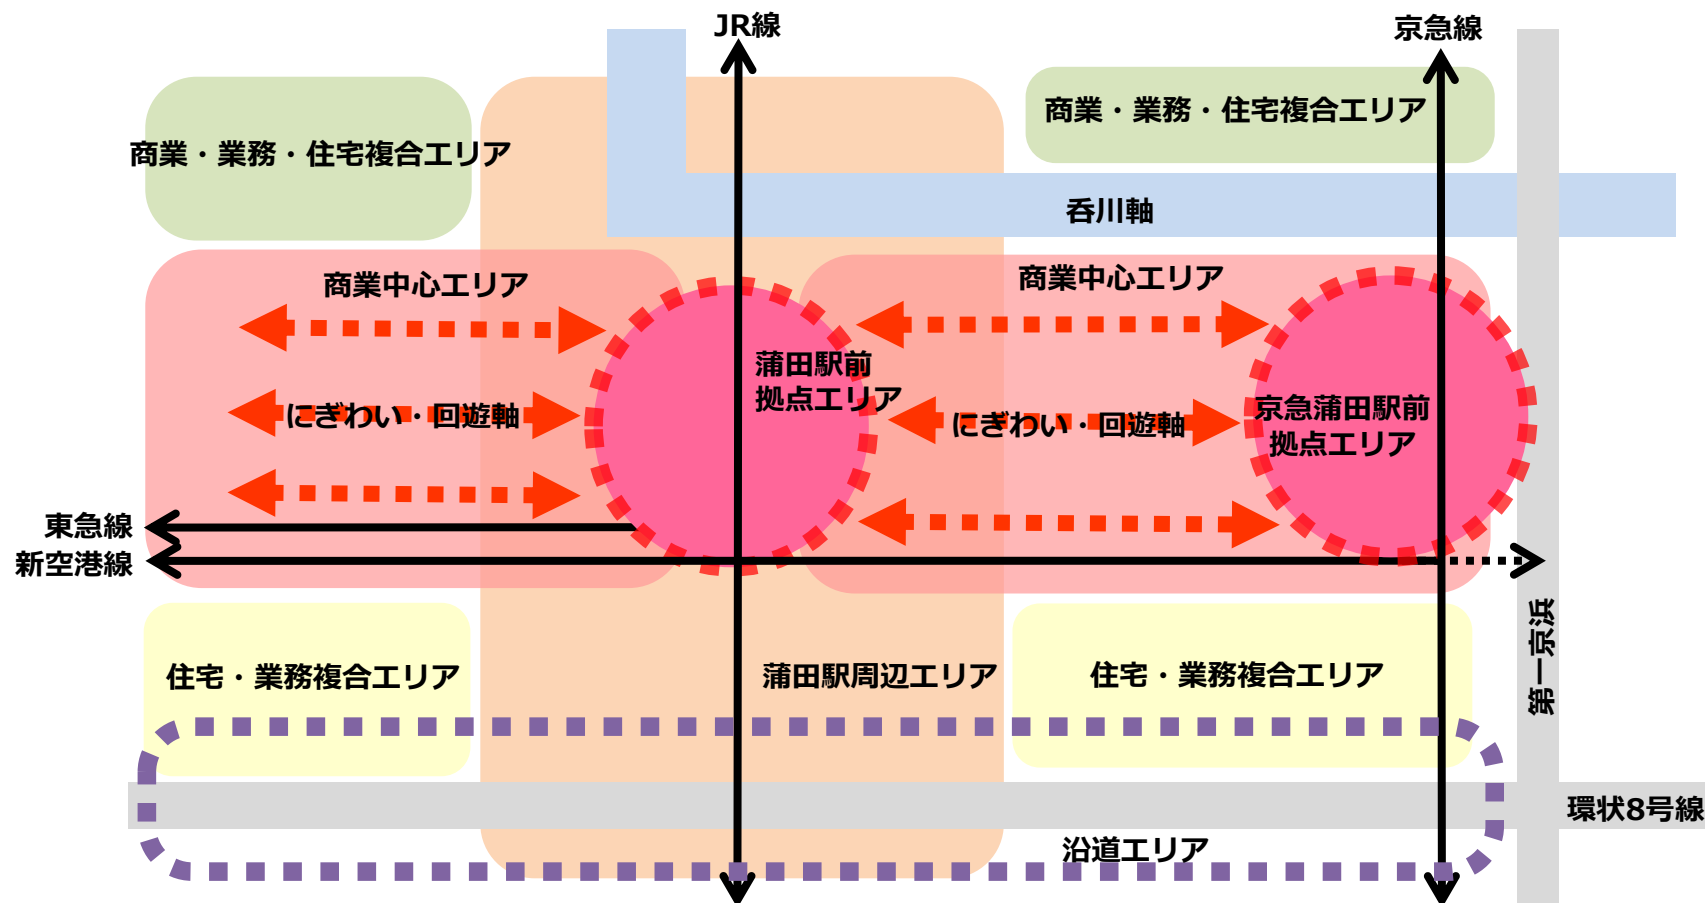 JR線
京急線
商業・業務・住宅複合エリア
商業・業務・住宅複合エリア
呑川軸
商業中心エリア
商業中心エリア
蒲田駅前
拠点エリア
京急蒲田駅前
拠点エリア
にぎわい・回遊軸
にぎわい・回遊軸
東急線
新空港線
第一京浜
住宅・業務複合エリア
蒲田駅周辺エリア
住宅・業務複合エリア
環状8号線
沿道エリア